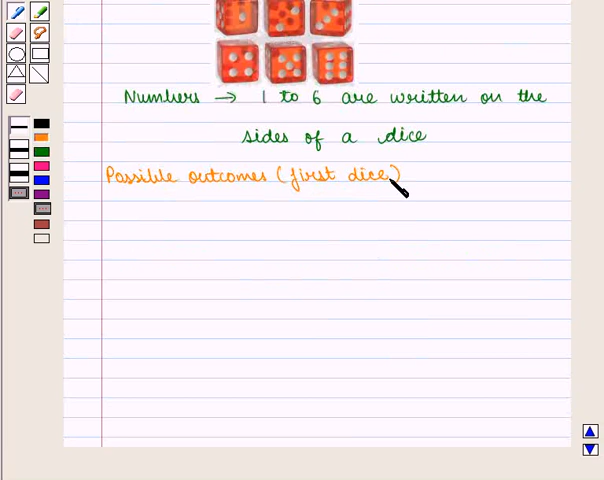 Numbers → 1 to 6 are written on the
sides of a dice
Possible outcomes (first dice)